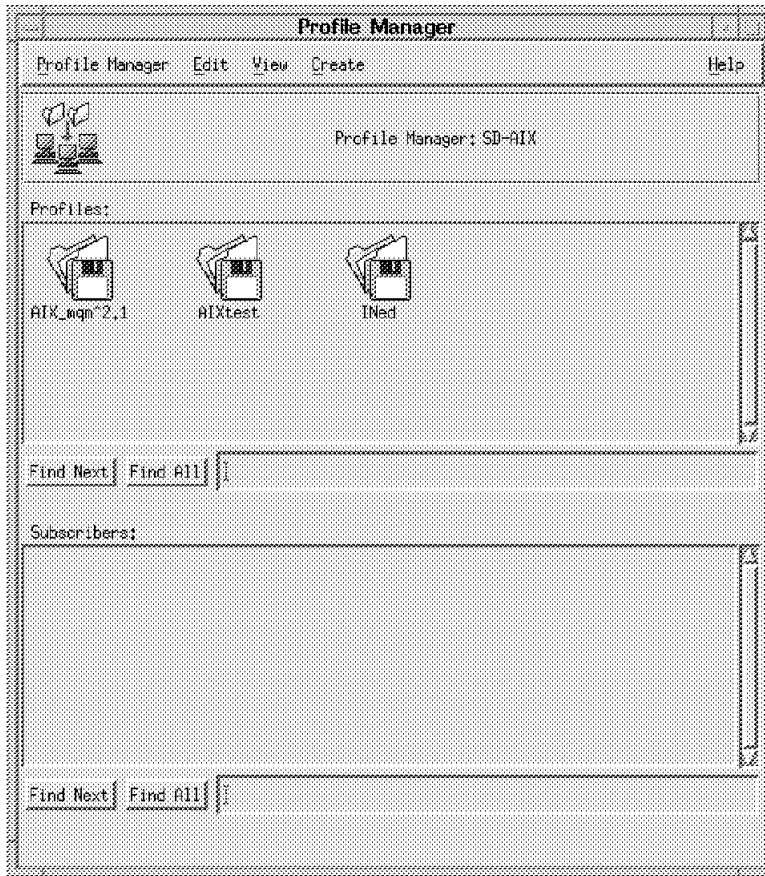 Profile Manager
Profile Manager Edit View Create Help
Profile Manager: SD-AIX
Profiles:
AIX_mqm^2.1 AIXtest INed
Find Next Find All
Subscribers:
Find Next Find All